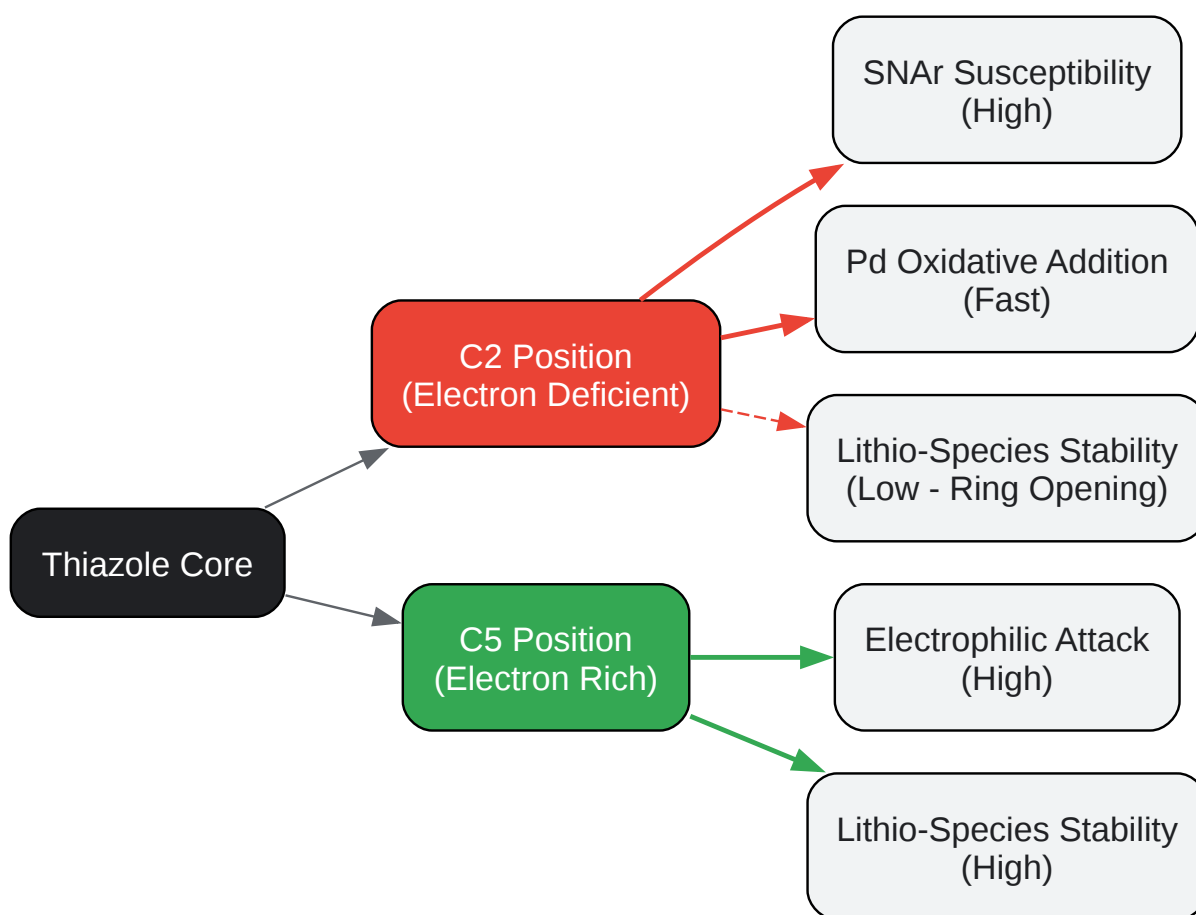 SNAr Susceptibility
(High)
Pd Oxidative Addition
(Fast)
C2 Position
(Electron Deficient)
Lithio-Species Stability
(Low - Ring Opening)
Thiazole Core
C5 Position
(Electron Rich)
Electrophilic Attack
(High)
Lithio-Species Stability
(High)